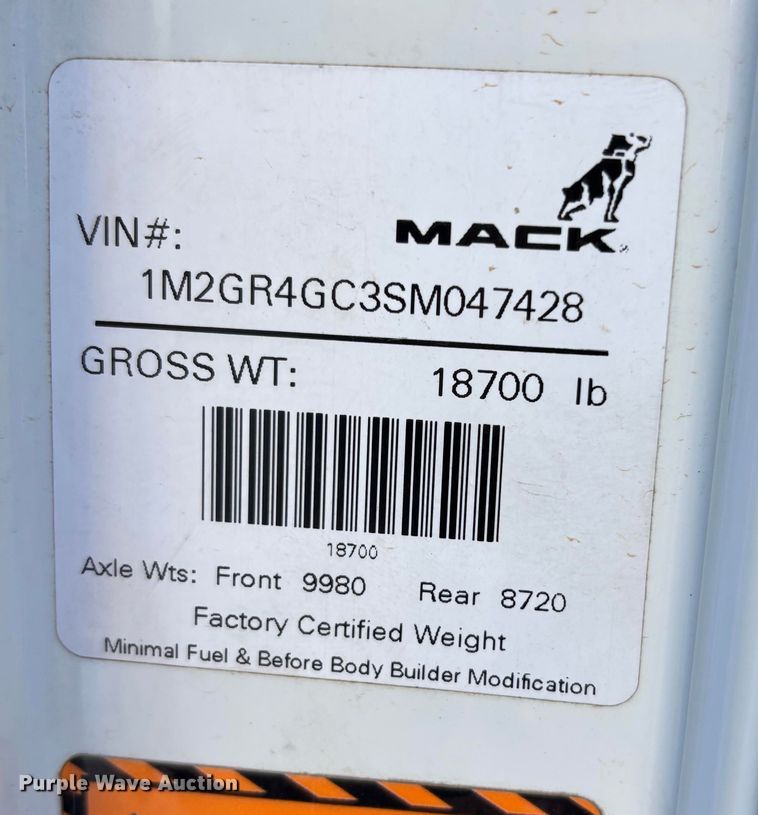 MACK
VIN#:
1M2GR4GC3SM047428
GROSS WT: 18700 lb
18700
Axle Wts: Front 9980 Rear 8720
Factory Certified Weight
Minimal Fuel & Before Body Builder Modification
Purple Wave Auction